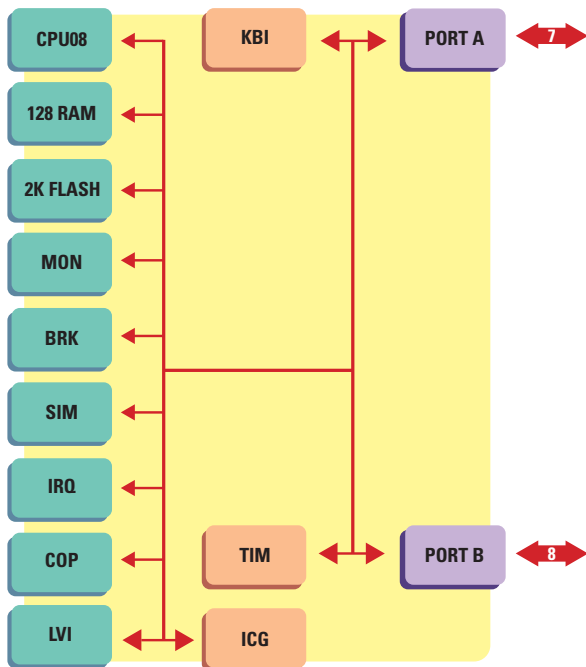 CPU08
KBI
PORT A
7
128 RAM
2K FLASH
MON
BRK
SIM
IRQ
COP
TIM
PORT B
8
LVI
ICG